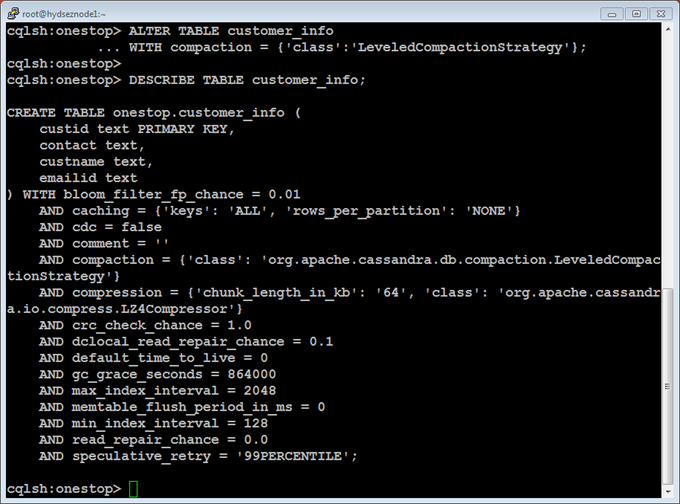 root@hydseznode1:~
cqlsh:onestop> ALTER TABLE customer_info
           ... WITH compaction = {'class':'LeveledCompactionStrategy'};
cqlsh:onestop>
cqlsh:onestop> DESCRIBE TABLE customer_info;
CREATE TABLE onestop.customer_info (
    custid text PRIMARY KEY,
    contact text,
    custname text,
    emailid text
) WITH bloom_filter_fp_chance = 0.01
    AND caching = {'keys': 'ALL', 'rows_per_partition': 'NONE'}
    AND cdc = false
    AND comment = ''
    AND compaction = {'class': 'org.apache.cassandra.db.compaction.LeveledCompac
tionStrategy'}
    AND compression = {'chunk_length_in_kb': '64', 'class': 'org.apache.cassandr
a.io.compress.LZ4Compressor'}
    AND crc_check_chance = 1.0
    AND dclocal_read_repair_chance = 0.1
    AND default_time_to_live = 0
    AND gc_grace_seconds = 864000
    AND max_index_interval = 2048
    AND memtable_flush_period_in_ms = 0
    AND min_index_interval = 128
    AND read_repair_chance = 0.0
    AND speculative_retry = '99PERCENTILE';
cqlsh:onestop>